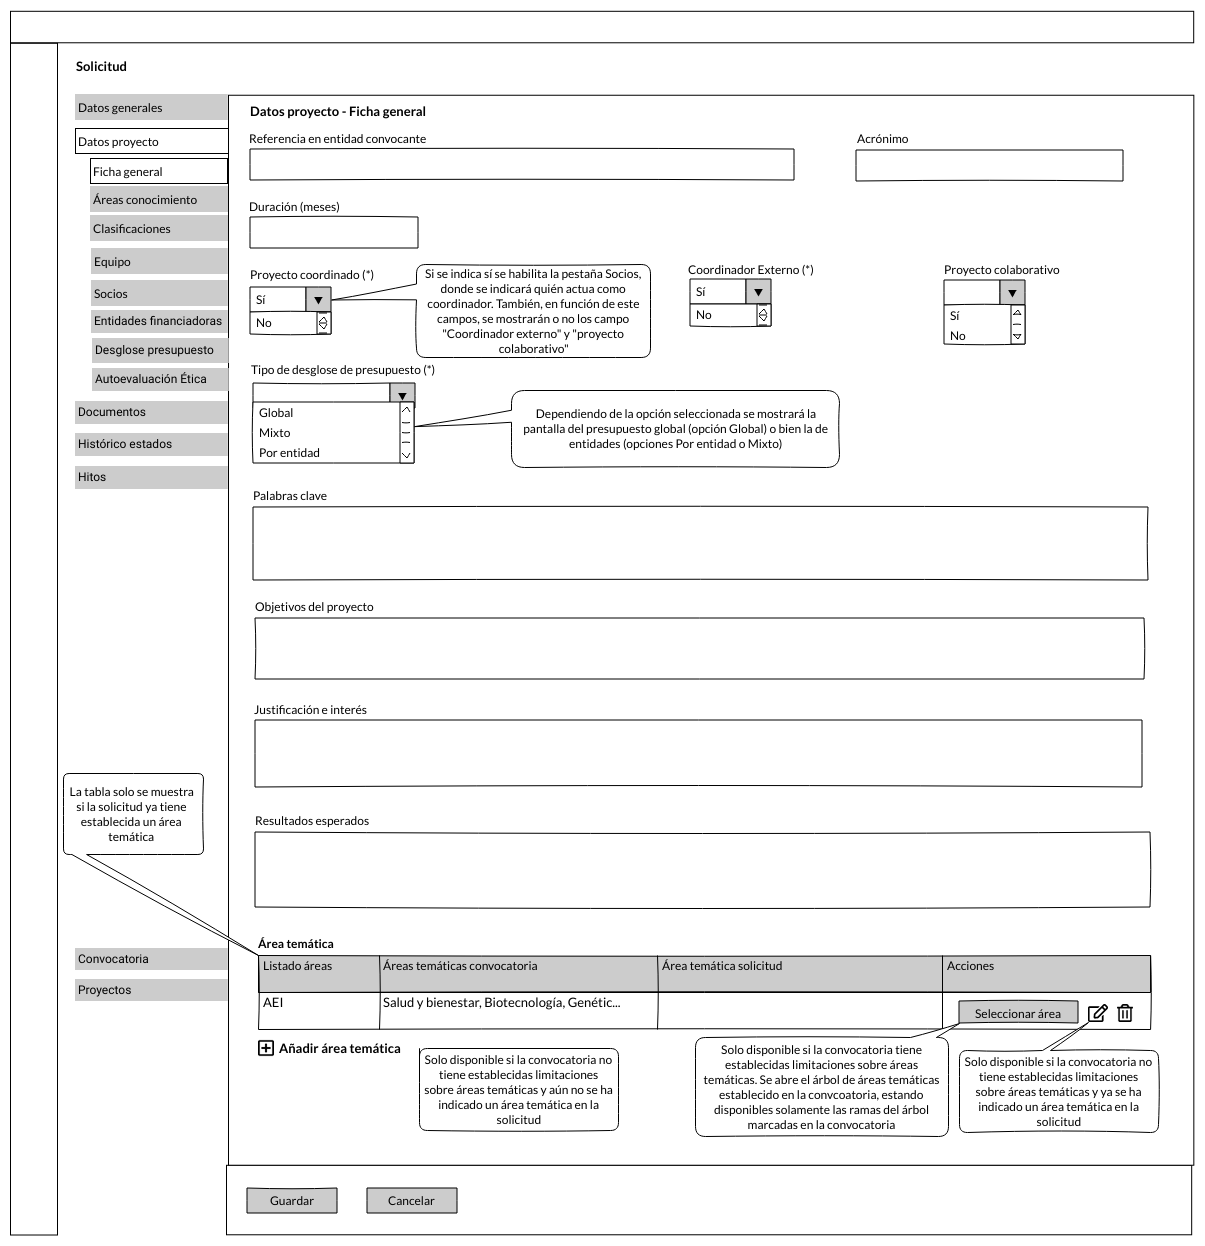 Solicitud
Datos generales
Datos proyecto
Ficha general
Áreas conocimiento
Clasificaciones
Equipo
Socios
Entidades financiadoras
Desglose presupuesto
Autoevaluación Ética
Documentos
Histórico estados
Hitos
Convocatoria
Proyectos
Datos proyecto - Ficha general
Referencia en entidad convocante
Acrónimo
Duración (meses)
Proyecto coordinado (*)
Sí
No
Si se indica sí se habilita la pestaña Socios,
donde se indicará quién actua como
coordinador. También, en función de este
campos, se mostrarán o no los campo
"Coordinador externo" y "proyecto
colaborativo"
Coordinador Externo (*)
Sí
No
Proyecto colaborativo
Sí
No
Tipo de desglose de presupuesto (*)
Global
Mixto
Por entidad
Dependiendo de la opción seleccionada se mostrará la
pantalla del presupuesto global (opción Global) o bien la de
entidades (opciones Por entidad o Mixto)
Palabras clave
Objetivos del proyecto
Justificación e interés
Resultados esperados
La tabla solo se muestra
si la solicitud ya tiene
establecida un área
temática
Área temática
Listado áreas
Áreas temáticas convocatoria
Área temática solicitud
Acciones
AEI
Salud y bienestar, Biotecnología, Genétic...
Seleccionar área
Añadir área temática
Solo disponible si la convocatoria no
tiene establecidas limitaciones
sobre áreas temáticas y aún no se ha
indicado un área temática en la
solicitud
Solo disponible si la convocatoria tiene
establecidas limitaciones sobre áreas
temáticas. Se abre el árbol de áreas temáticas
establecido en la convcoatoria, estando
disponibles solamente las ramas del árbol
marcadas en la convocatoria
Solo disponible si la convocatoria no
tiene establecidas limitaciones
sobre áreas temáticas y ya se ha
indicado un área temática en la
solicitud
Guardar
Cancelar